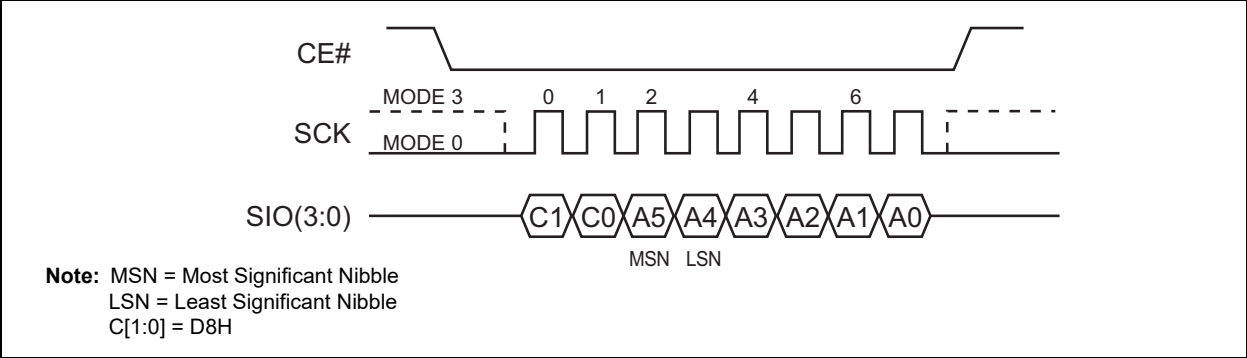 CE#
MODE 3 0 1 2 4 6
SCK
MODE 0
SIO(3:0) C1 C0 A5 A4 A3 A2 A1 A0
MSN LSN
Note: MSN = Most Significant Nibble
LSN = Least Significant Nibble
C[1:0] = D8H